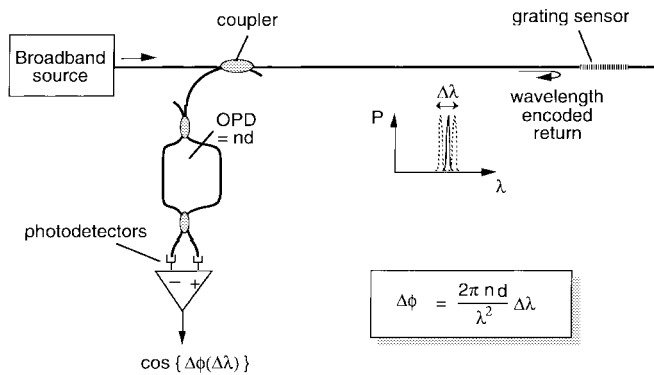 coupler
grating sensor
Broadband
source
wavelength
encoded
return
OPD
= nd
Δλ
P
λ
photodetectors
− +
Δϕ = 2π n d / λ² Δλ
cos { Δϕ(Δλ) }